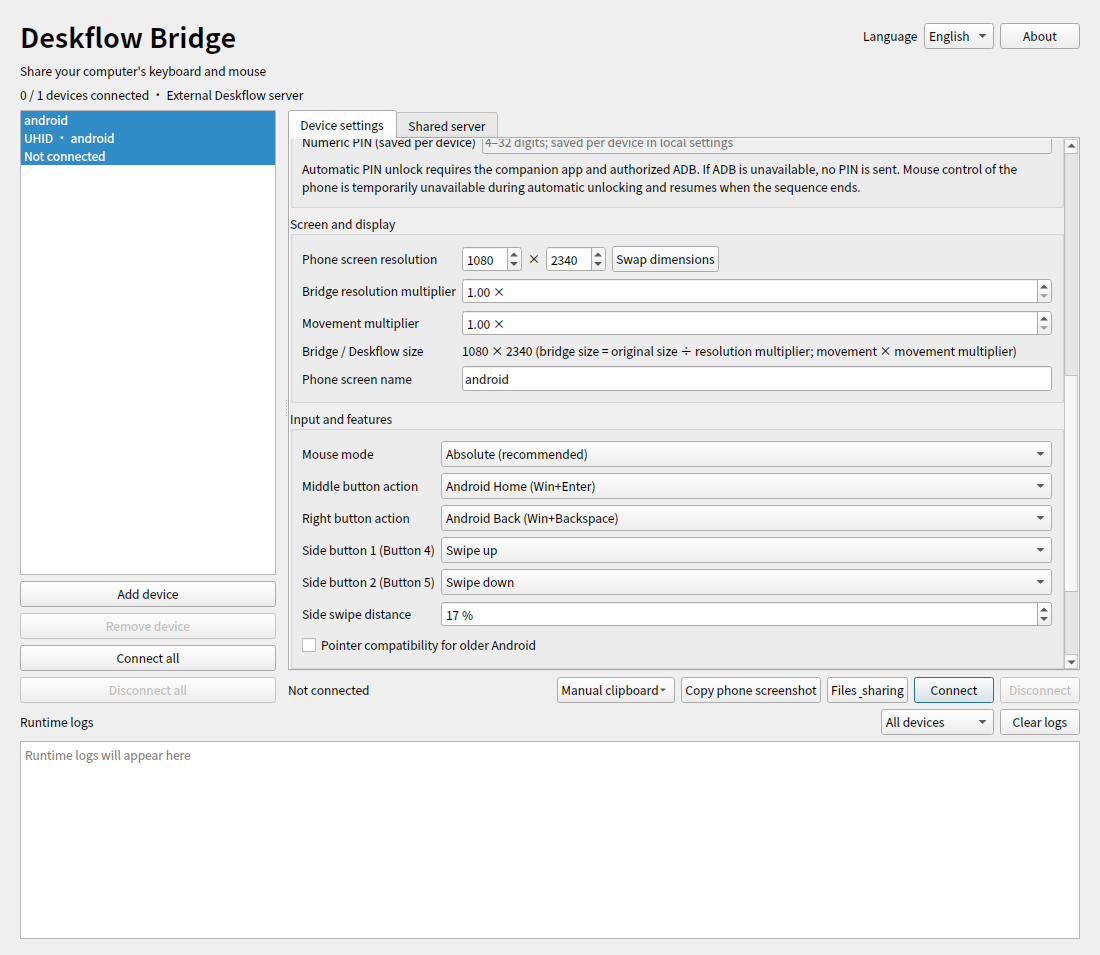 Deskflow Bridge
Language English About
Share your computer's keyboard and mouse
0 / 1 devices connected · External Deskflow server
android
UHID · android
Not connected
Add device
Remove device
Connect all
Disconnect all
Device settings Shared server
Numeric PIN (saved per device) 4–32 digits; saved per device in local settings
Automatic PIN unlock requires the companion app and authorized ADB. If ADB is unavailable, no PIN is sent. Mouse control of the
phone is temporarily unavailable during automatic unlocking and resumes when the sequence ends.
Screen and display
Phone screen resolution 1080 × 2340 Swap dimensions
Bridge resolution multiplier 1.00 ×
Movement multiplier 1.00 ×
Bridge / Deskflow size 1080 × 2340 (bridge size = original size ÷ resolution multiplier; movement × movement multiplier)
Phone screen name android
Input and features
Mouse mode Absolute (recommended)
Middle button action Android Home (Win+Enter)
Right button action Android Back (Win+Backspace)
Side button 1 (Button 4) Swipe up
Side button 2 (Button 5) Swipe down
Side swipe distance 17 %
Pointer compatibility for older Android
Not connected Manual clipboard Copy phone screenshot Files_sharing Connect Disconnect
Runtime logs All devices Clear logs
Runtime logs will appear here